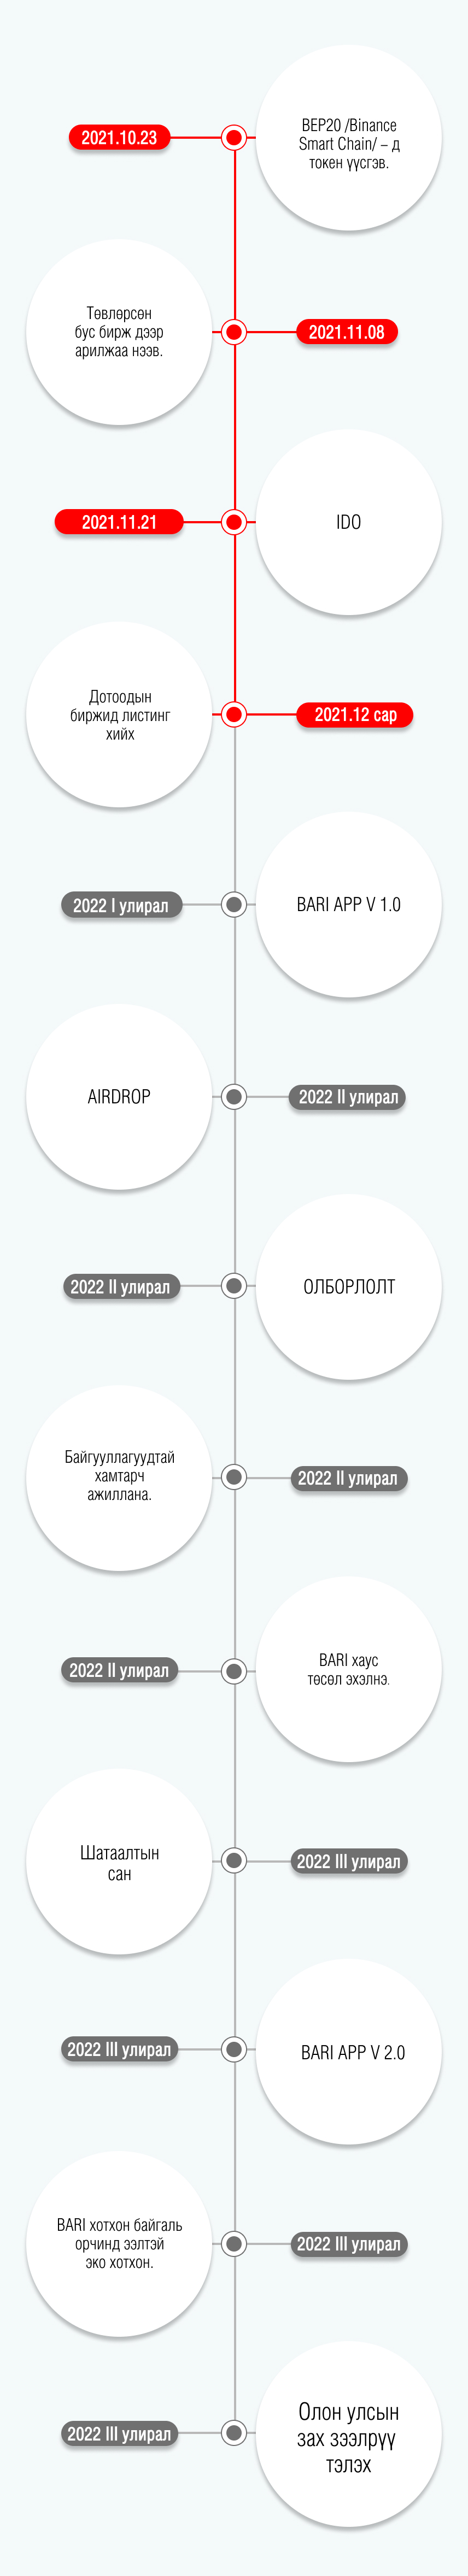 2021.10.23
BEP20 /Binance
Smart Chain/ – д
токен үүсгэв.
Төвлөрсөн
бус бирж дээр
арилжаа нээв.
2021.11.08
2021.11.21
IDO
Дотоодын
биржид листинг
хийх
2021.12 сар
2022 I улирал
BARI APP V 1.0
AIRDROP
2022 II улирал
2022 II улирал
ОЛБОРЛОЛТ
Байгууллагуудтай
хамтарч
ажиллана.
2022 II улирал
2022 II улирал
BARI хаус
төсөл эхэлнэ.
Шатаалтын
сан
2022 III улирал
2022 III улирал
BARI APP V 2.0
BARI хотхон байгаль
орчинд ээлтэй
эко хотхон.
2022 III улирал
2022 III улирал
Олон улсын
зах зээлрүү
тэлэх